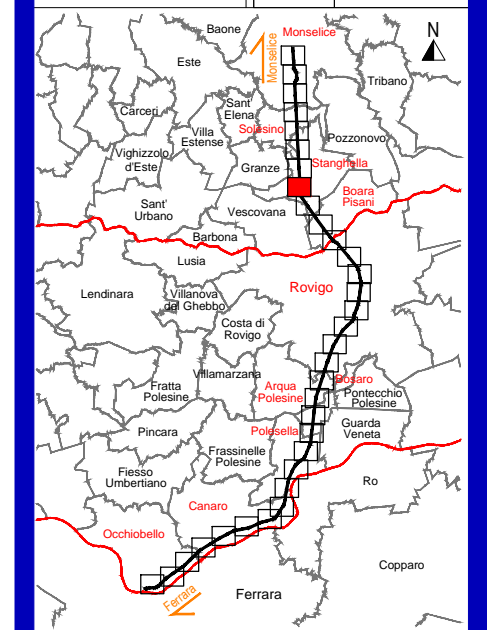 Baone
Monselice
N
Monselice
Este
Tribano
Carceri
Sant'
Elena
Solesino
Villa
Estense
Pozzonovo
Vighizzolo
d'Este
Granze
Stanghella
Boara
Pisani
Sant'
Urbano
Vescovana
Barbona
Lusia
Lendinara
Villanova
del Ghebbo
Rovigo
Costa di
Rovigo
Villamarzana
Fratta
Polesine
Arqua
Polesine
Bosaro
Pontecchio
Polesine
Pincara
Polesella
Guarda
Veneta
Frassinelle
Polesine
Fiesso
Umbertiano
Ro
Canaro
Occhiobello
Copparo
Ferrara
Ferrara